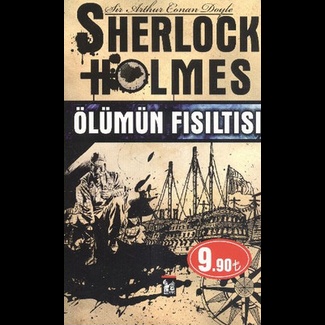 Sir Arthur Conan Doyle
SHERLOCK
HOLMES
ÖLÜMÜN FISILTISI
9.90₺